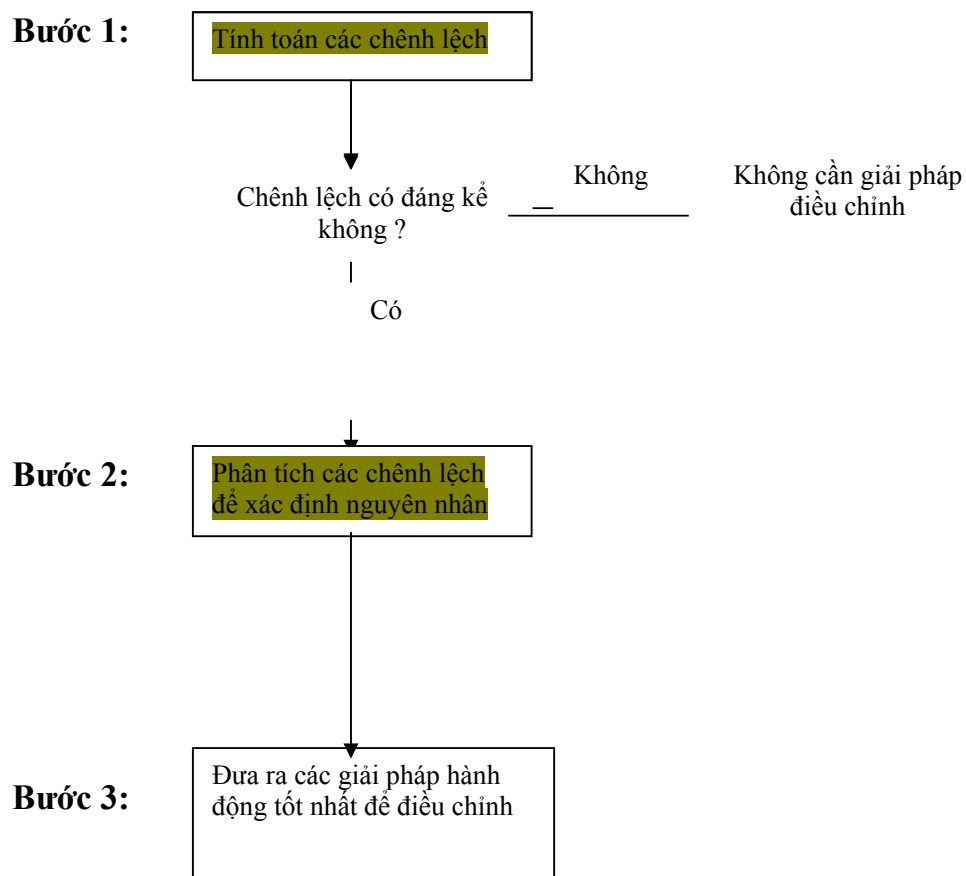 Bước 1:
Tính toán các chênh lệch
Chênh lệch có đáng kể
không ?
Không
Không cần giải pháp
điều chỉnh
Có
Bước 2:
Phân tích các chênh lệch
để xác định nguyên nhân
Bước 3:
Đưa ra các giải pháp hành
động tốt nhất để điều chỉnh